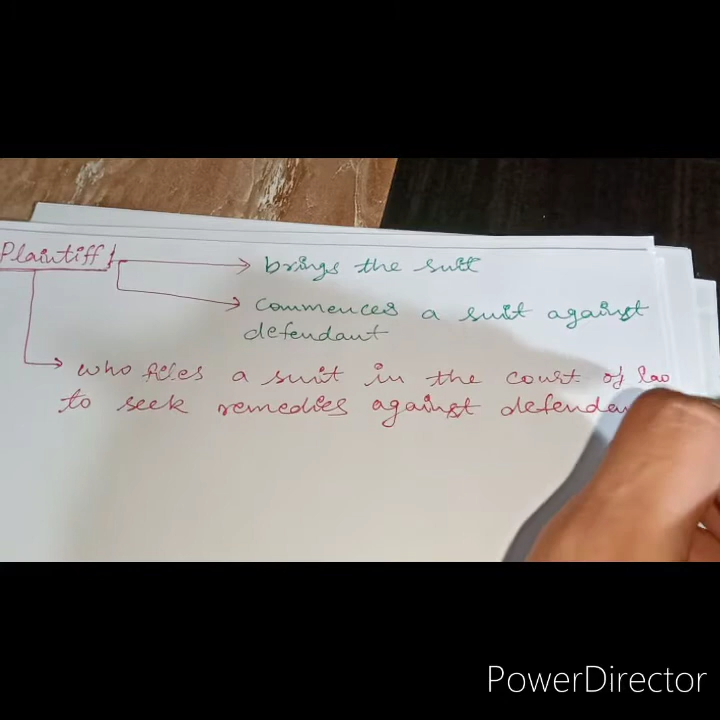 Plaintiff
brings the suit
commences a suit against
defendant
who files a suit in the court of law
to seek remedies against defendan
PowerDirector